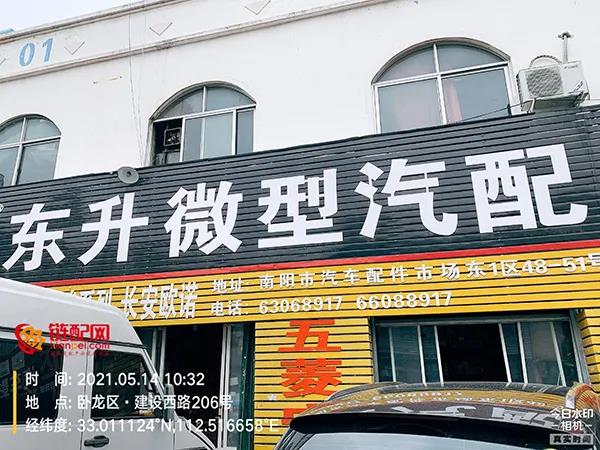 01
东升微型汽配
长安欧诺
地址: 南阳市汽车配件市场东1区48-51号
电话: 63068917 66088917
五菱
链配网
lianpei.com
时 间: 2021.05.14 10:32
地 点: 卧龙区·建设西路206号
经纬度: 33.011124°N,112.516658°E
今日水印
相机
真实时间